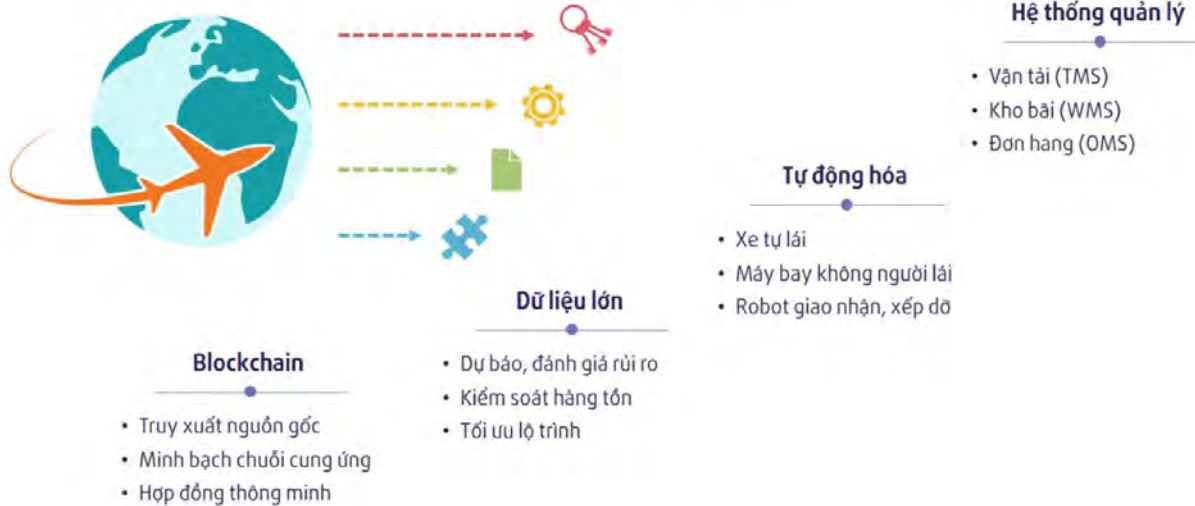 Hệ thống quản lý
• Vận tải (TMS)
• Kho bãi (WMS)
• Đơn hang (OMS)
Tự động hóa
• Xe tự lái
• Máy bay không người lái
• Robot giao nhận, xếp dỡ
Dữ liệu lớn
• Dự báo, đánh giá rủi ro
• Kiểm soát hàng tồn
• Tối ưu lộ trình
Blockchain
• Truy xuất nguồn gốc
• Minh bạch chuỗi cung ứng
• Hợp đồng thông minh